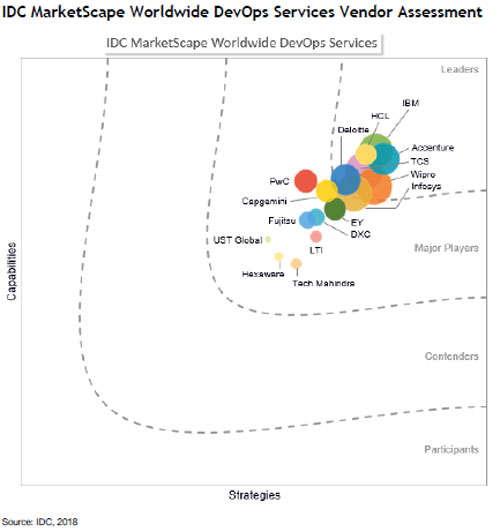 IDC MarketScape Worldwide DevOps Services Vendor Assessment
IDC MarketScape Worldwide DevOps Services
Leaders
IBM
HCL
Deloitte
Accenture
TCS
PwC
Wipro
Infosys
Capgemini
Fujitsu
EY
DXC
UST Global
LTI
Major Players
Hexaware
Tech Mahindra
Capabilities
Contenders
Participants
Strategies
Source: IDC, 2018